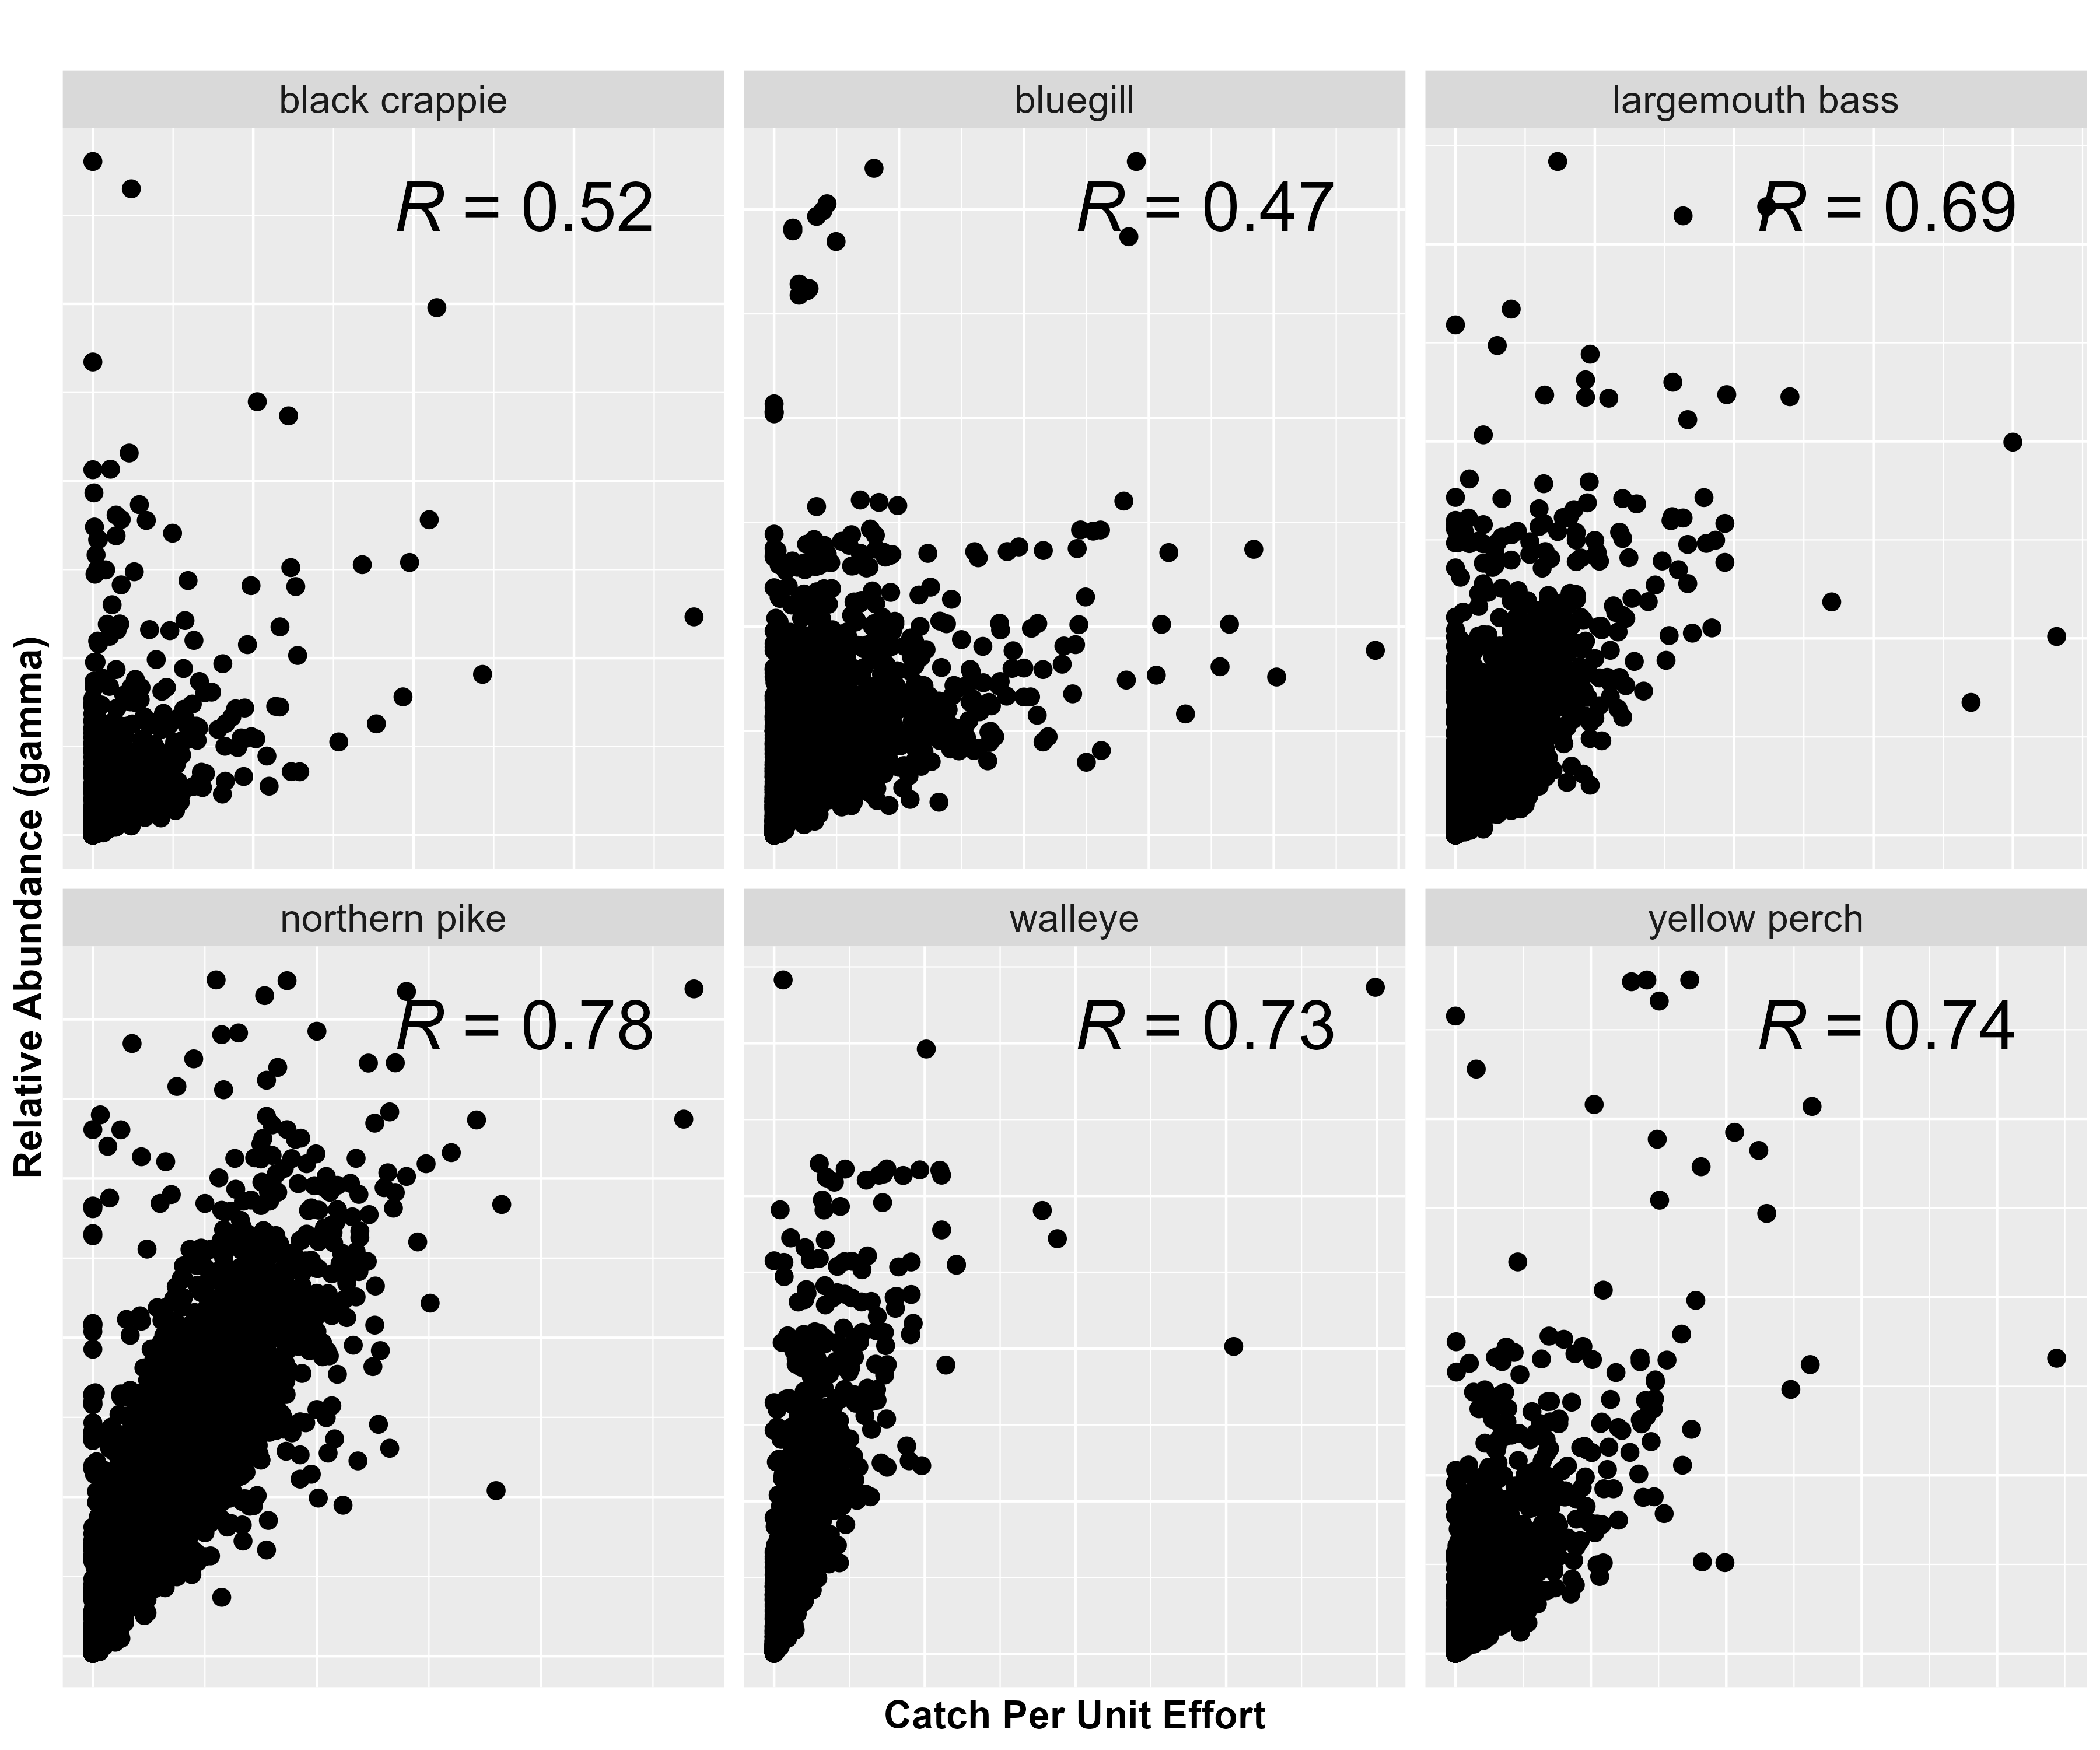 black crappie
bluegill
largemouth bass
R = 0.52
R = 0.47
R = 0.69
northern pike
walleye
yellow perch
R = 0.78
R = 0.73
R = 0.74
Relative Abundance (gamma)
Catch Per Unit Effort